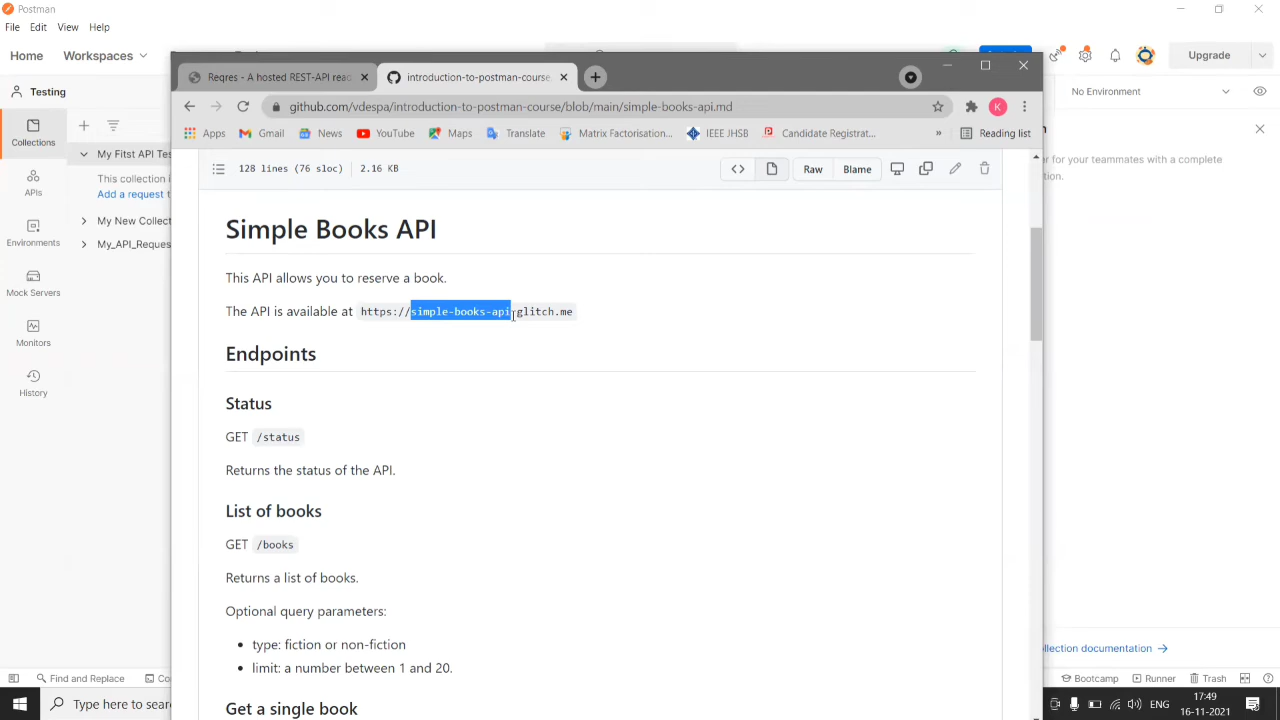 Postman
File Edit View Help
Home Workspaces
Upgrade
Testing
No Environment
Collections
APIs
Environments
Mock Servers
Monitors
History
My First API Tes
This collection i
Add a request t
My New Collect
My_API_Reques
Reqres - A hosted REST-API read
introduction-to-postman-course.
github.com/vdespa/introduction-to-postman-course/blob/main/simple-books-api.md
Apps Gmail News YouTube Maps Translate Matrix Factorisation... IEEE JHSB Candidate Registrat... » Reading list
128 lines (76 sloc) 2.16 KB
Raw Blame
Simple Books API
This API allows you to reserve a book.
The API is available at https://simple-books-api.glitch.me
Endpoints
Status
GET /status
Returns the status of the API.
List of books
GET /books
Returns a list of books.
Optional query parameters:
• type: fiction or non-fiction
• limit: a number between 1 and 20.
Get a single book
n
r for your teammates with a complete
tion.
llection documentation →
Find and Replace Co
Bootcamp Runner Trash
Type here to sear
ENG
17:49
16-11-2021